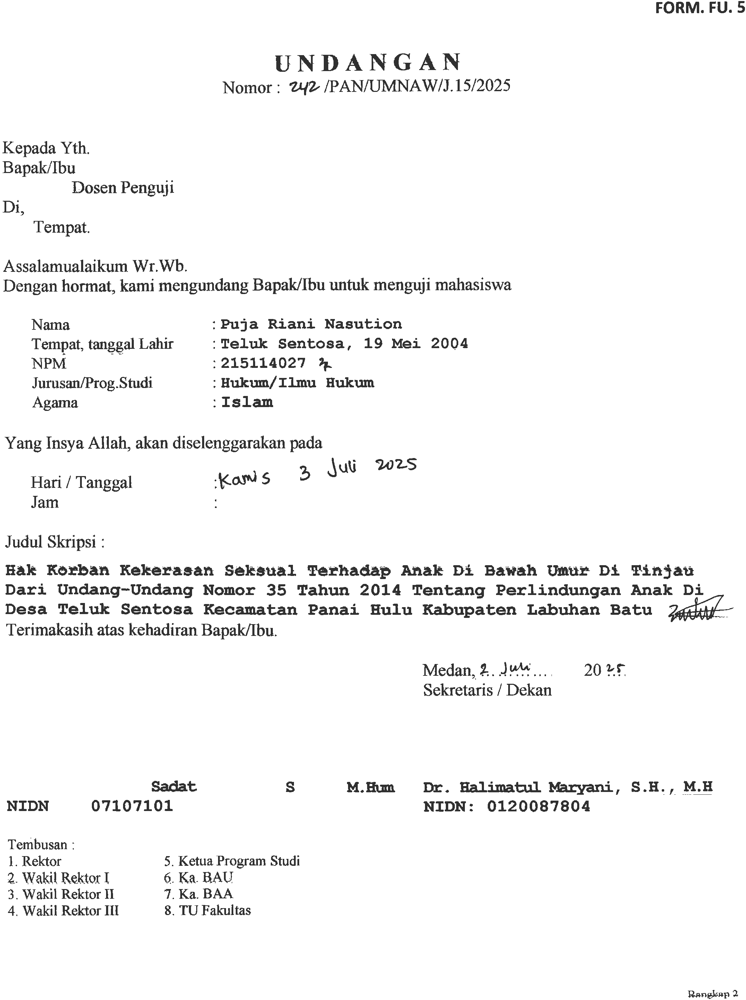 FORM. FU. 5
UNDANGAN
Nomor : 242 /PAN/UMNAW/J.15/2025
Kepada Yth.
Bapak/Ibu
Dosen Penguji
Di,
Tempat.
Assalamualaikum Wr.Wb.
Dengan hormat, kami mengundang Bapak/Ibu untuk menguji mahasiswa
Nama : Puja Riani Nasution
Tempat, tanggal Lahir : Teluk Sentosa, 19 Mei 2004
NPM : 215114027
Jurusan/Prog.Studi : Hukum/Ilmu Hukum
Agama : Islam
Yang Insya Allah, akan diselenggarakan pada
Hari / Tanggal : Kamis 3 Juli 2025
Jam :
Judul Skripsi :
Hak Korban Kekerasan Seksual Terhadap Anak Di Bawah Umur Di Tinjau
Dari Undang-Undang Nomor 35 Tahun 2014 Tentang Perlindungan Anak Di
Desa Teluk Sentosa Kecamatan Panai Hulu Kabupaten Labuhan Batu
Terimakasih atas kehadiran Bapak/Ibu.
Medan, 2 Juli 2025
Sekretaris / Dekan
Sadat S M.Hum Dr. Halimatul Maryani, S.H., M.H
NIDN 07107101 NIDN: 0120087804
Tembusan :
1. Rektor 5. Ketua Program Studi
2. Wakil Rektor I 6. Ka. BAU
3. Wakil Rektor II 7. Ka. BAA
4. Wakil Rektor III 8. TU Fakultas
Rangkap 2